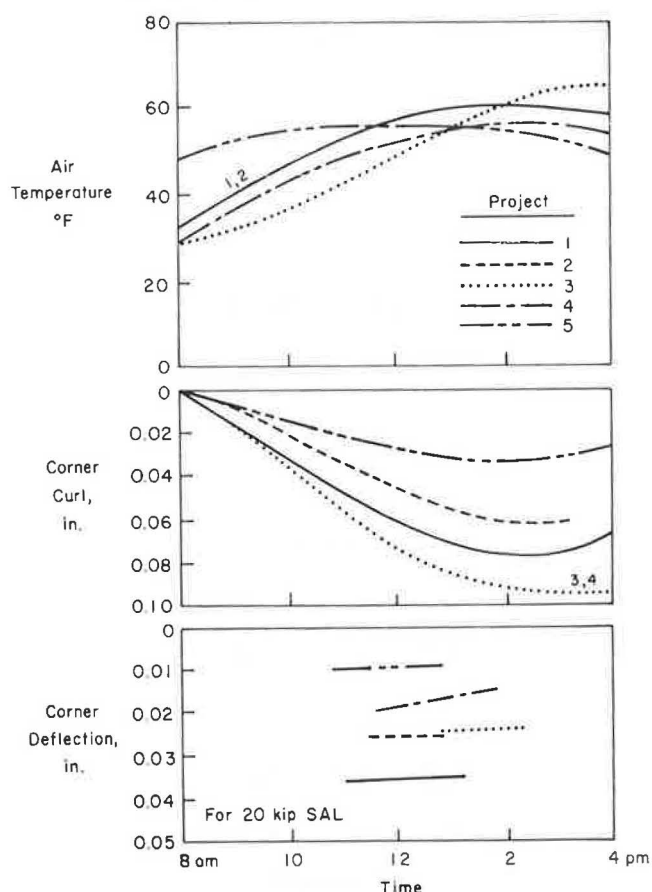 80
60
40
20
0
Air
Temperature
°F
1,2
Project
1
2
3
4
5
0
0.02
0.04
0.06
0.08
0.10
Corner
Curl,
in.
3,4
0
0.01
0.02
0.03
0.04
0.05
Corner
Deflection,
in.
For 20 kip SAL
8 am 10 12 2 4 pm
Time